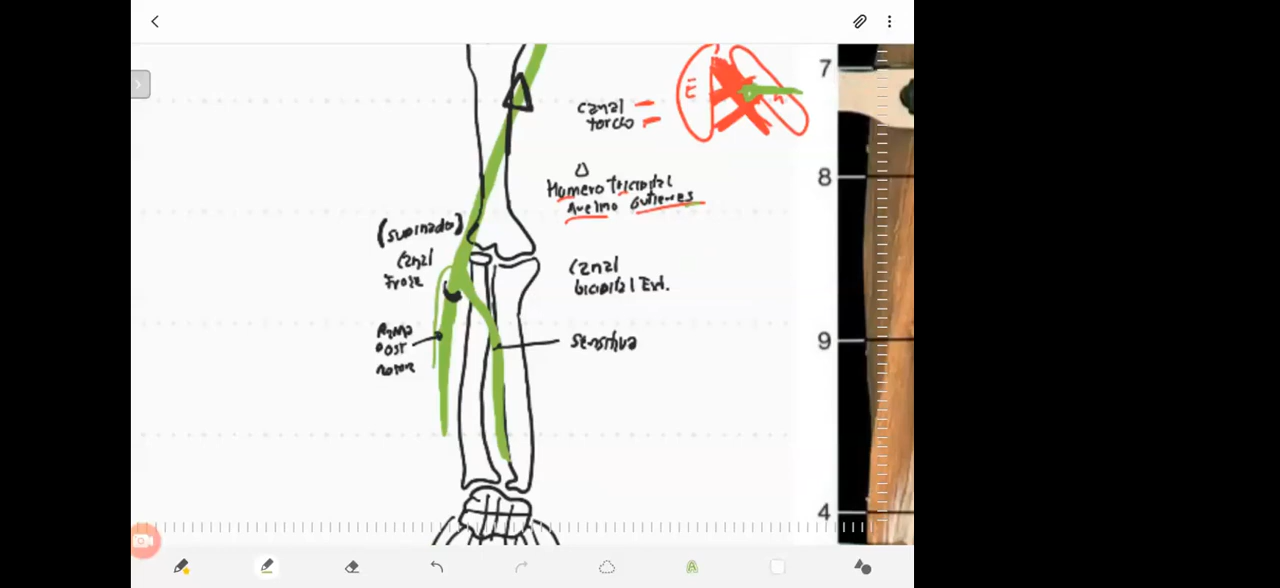 7
E
canal
torcio
8
Humero Tricipital
Avelino Gutierres
(supinador)
Canal
Frose
Canal
bicipital Ext.
Rama
post
motora
sensitiva
9
4